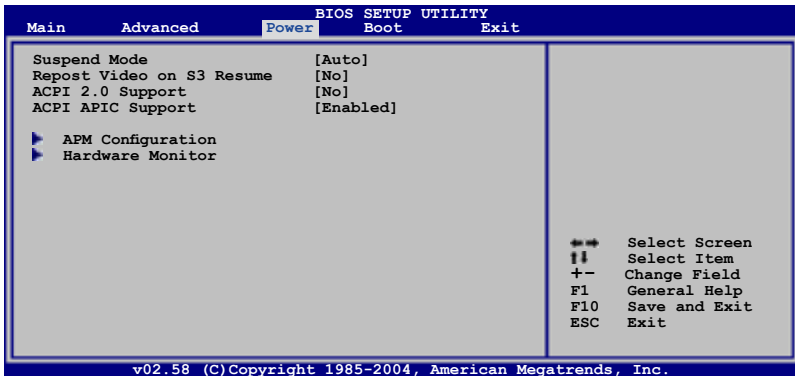 BIOS SETUP UTILITY
Main Advanced Power Boot Exit
Suspend Mode [Auto]
Repost Video on S3 Resume [No]
ACPI 2.0 Support [No]
ACPI APIC Support [Enabled]
APM Configuration
Hardware Monitor
Select Screen
Select Item
+- Change Field
F1 General Help
F10 Save and Exit
ESC Exit
v02.58 (C)Copyright 1985-2004, American Megatrends, Inc.